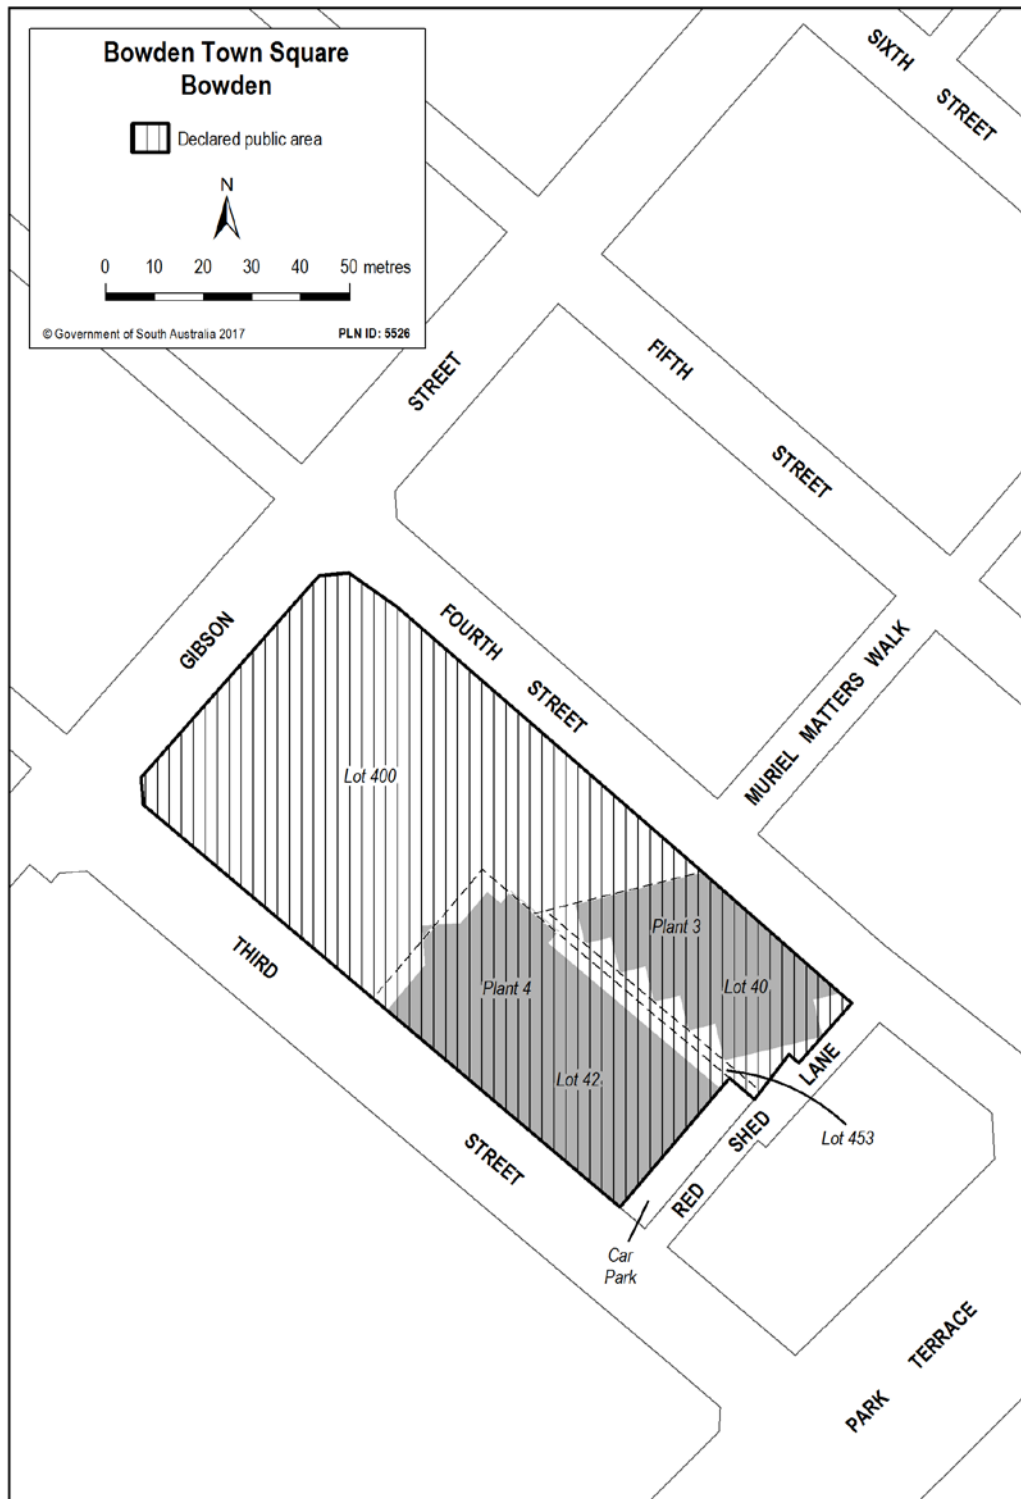 Bowden Town Square
Bowden
Declared public area
N
0 10 20 30 40 50 metres
© Government of South Australia 2017 PLN ID: 5526
SIXTH
STREET
STREET
FIFTH
STREET
GIBSON
FOURTH
STREET
MURIEL MATTERS WALK
Lot 400
THIRD
Plant 3
Plant 4
Lot 40
Lot 42
LANE
SHED
Lot 453
STREET
RED
Car
Park
TERRACE
PARK